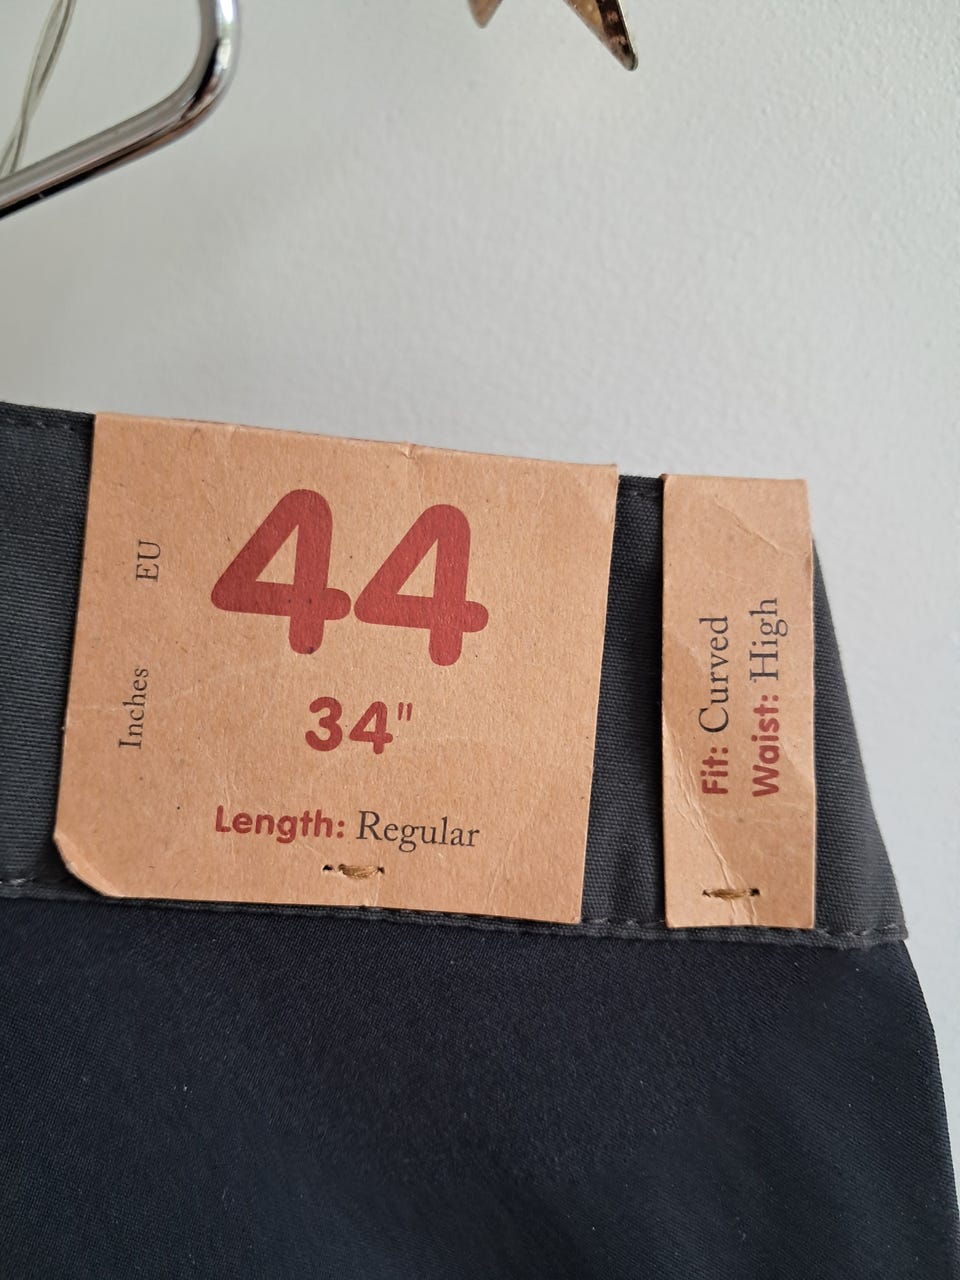 EU 44
Inches 34"
Length: Regular
Fit: Curved
Waist: High